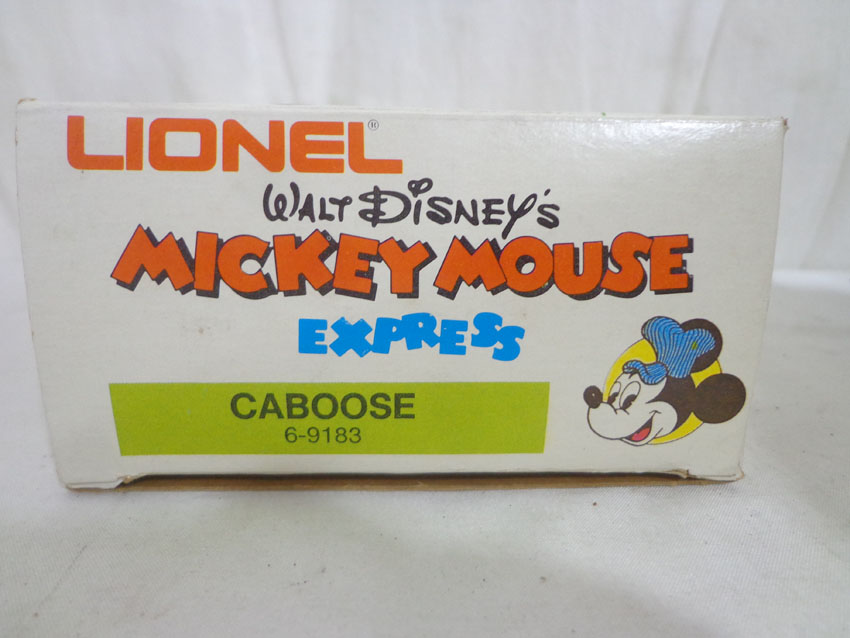 LIONEL®
WALT DISNEY'S
MICKEY MOUSE
EXPRESS
CABOOSE
6-9183